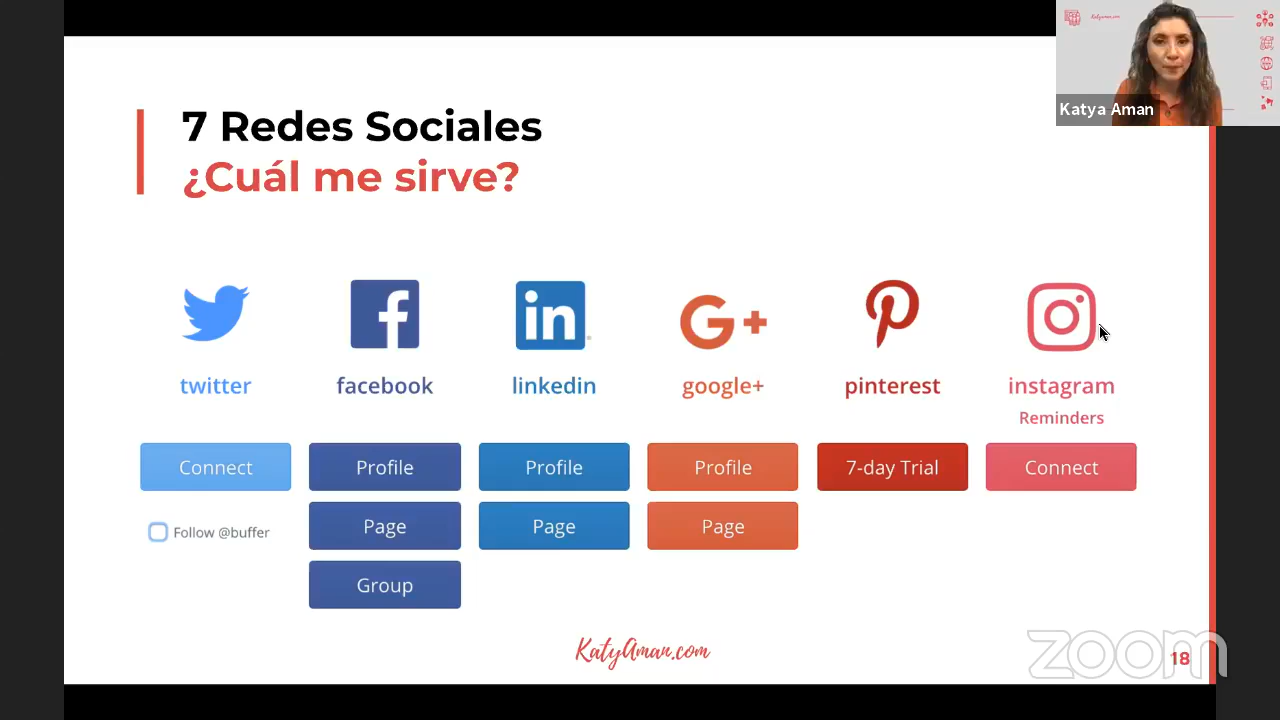 7 Redes Sociales
¿Cuál me sirve?
Katya Aman
twitter
facebook
linkedin
google+
pinterest
instagram
Reminders
Connect
Profile
Profile
Profile
7-day Trial
Connect
Follow @buffer
Page
Page
Page
Group
KatyAman.com
zoom
18